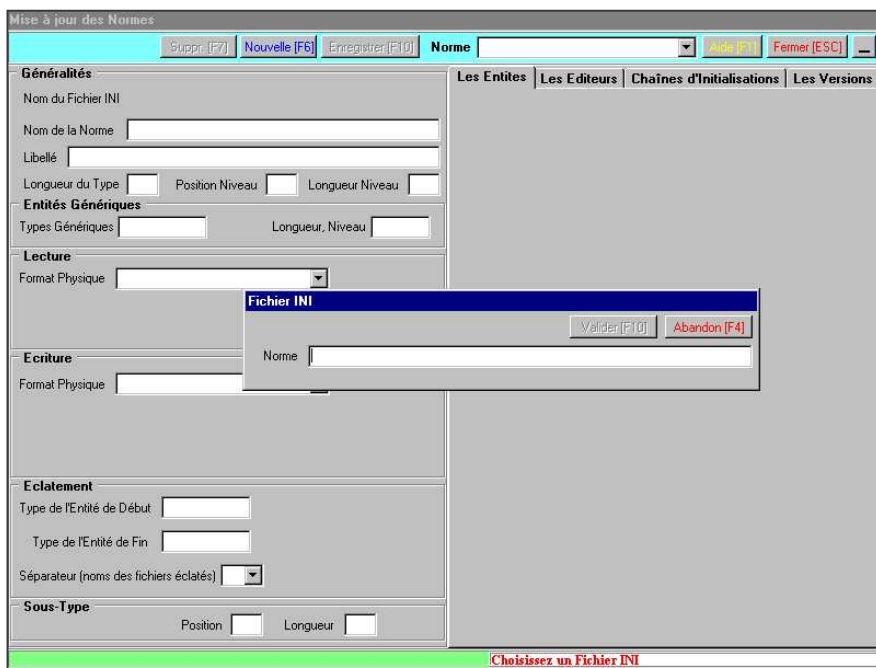 Mise à jour des Normes
Suppr. [F7] Nouvelle [F6] Enregistrer [F10] Norme Aide [F1] Fermer [ESC]
Généralités
Nom du Fichier INI
Nom de la Norme
Libellé
Longueur du Type Position Niveau Longueur Niveau
Entités Génériques
Types Génériques Longueur, Niveau
Lecture
Format Physique
Ecriture
Format Physique
Eclatement
Type de l'Entité de Début
Type de l'Entité de Fin
Séparateur (noms des fichiers éclatés)
Sous-Type
Position Longueur
Les Entites Les Editeurs Chaînes d'Initialisations Les Versions
Fichier INI
Valider [F10] Abandon [F4]
Norme
Choisissez un Fichier INI